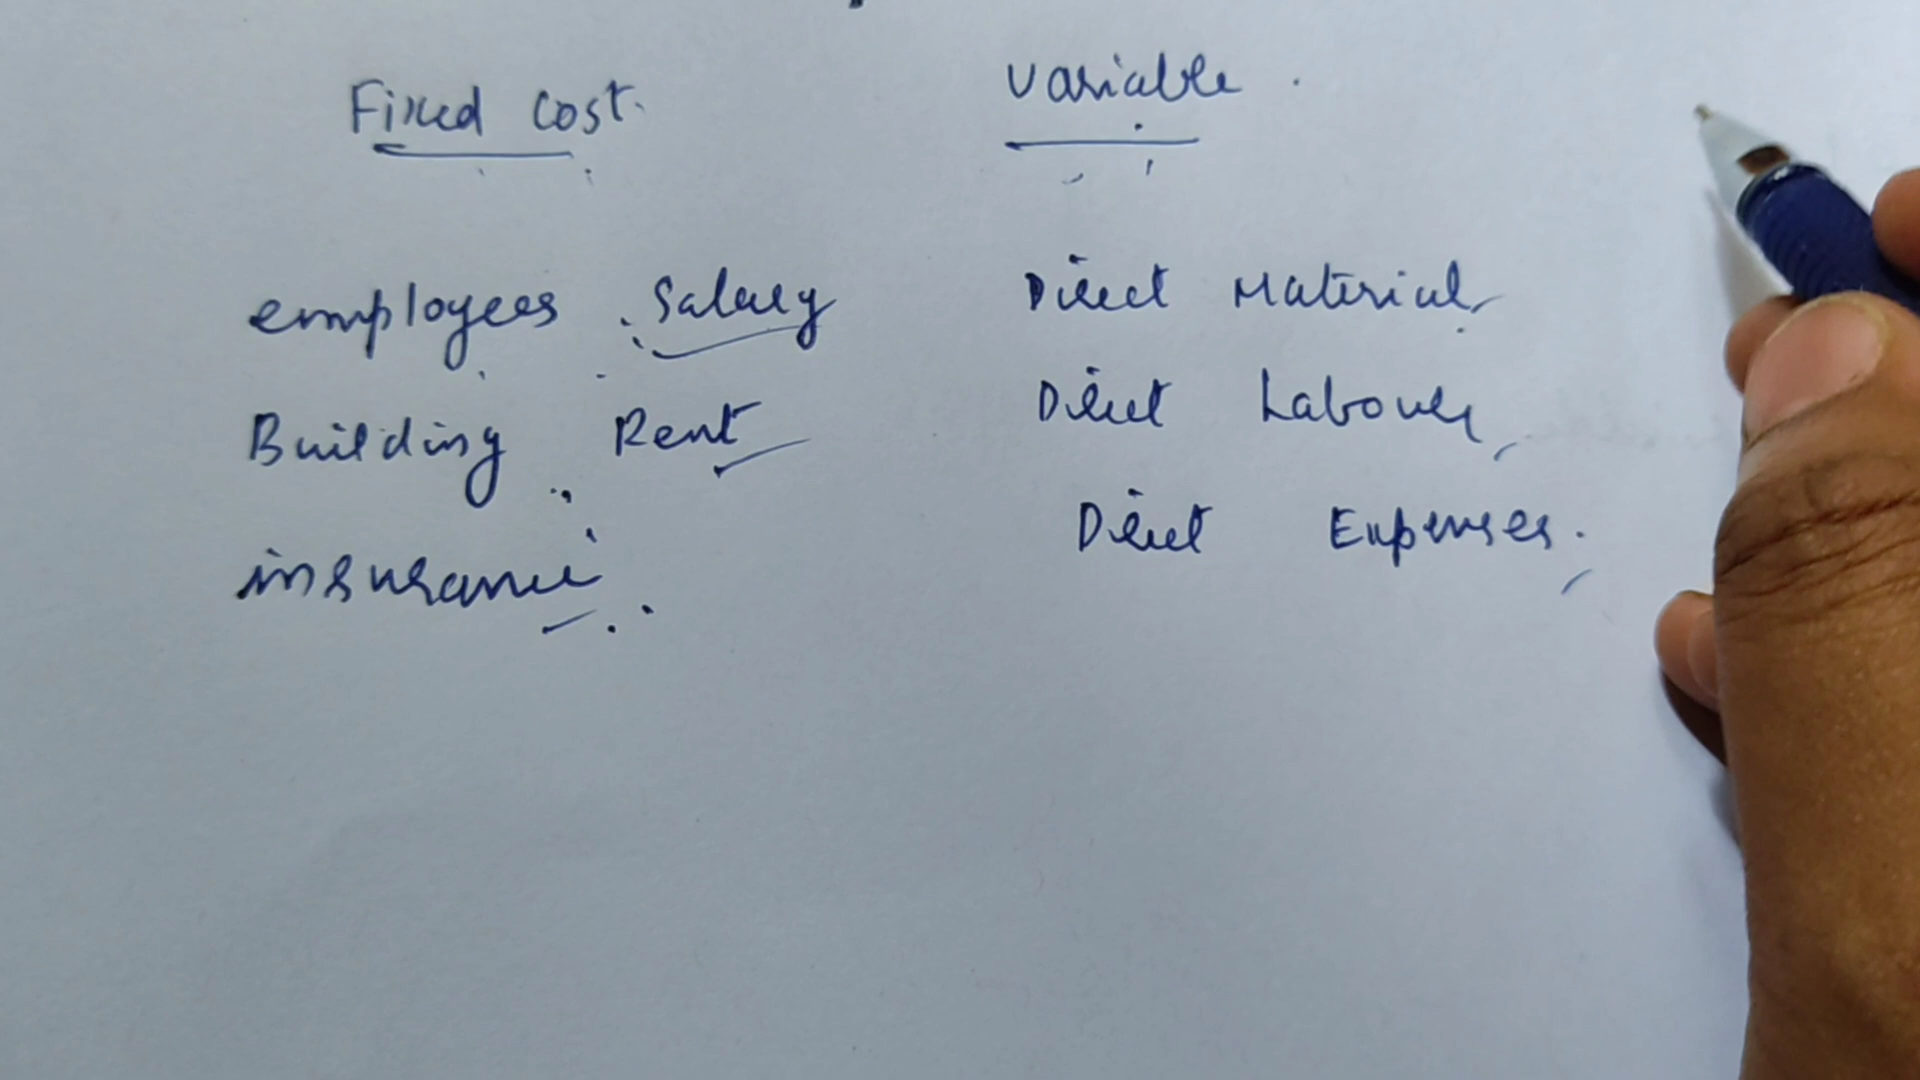 Fixed cost.
variable
employees salary
Direct Material
Building Rent
Direct Labour
insurance
Direct Expenses.